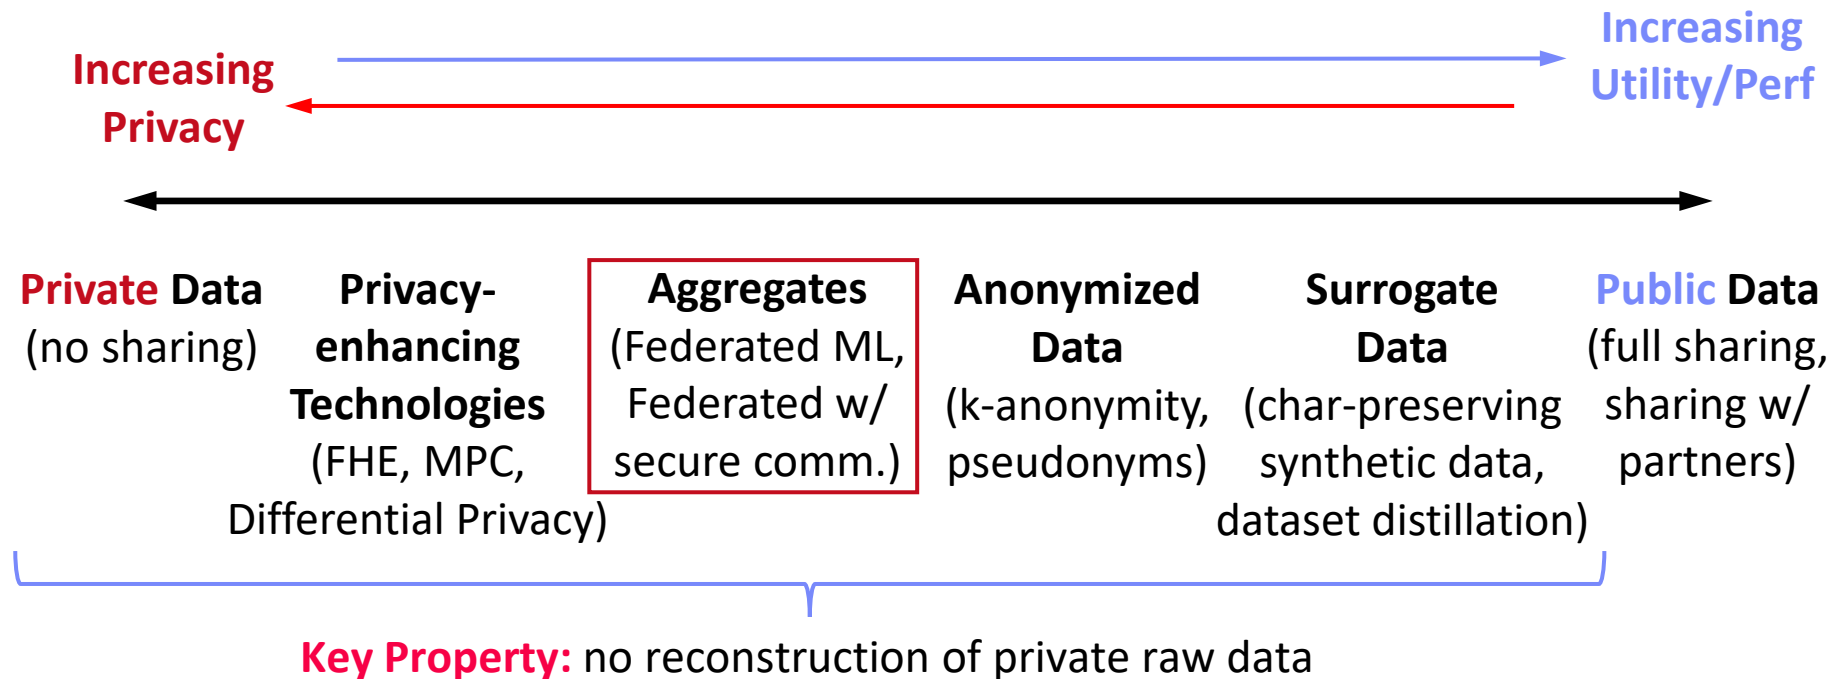 Increasing
Privacy
Increasing
Utility/Perf
Private Data
(no sharing)
Privacy-
enhancing
Technologies
(FHE, MPC,
Differential Privacy)
Aggregates
(Federated ML,
Federated w/
secure comm.)
Anonymized
Data
(k-anonymity,
pseudonyms)
Surrogate
Data
(char-preserving
synthetic data,
dataset distillation)
Public Data
(full sharing,
sharing w/
partners)
Key Property: no reconstruction of private raw data